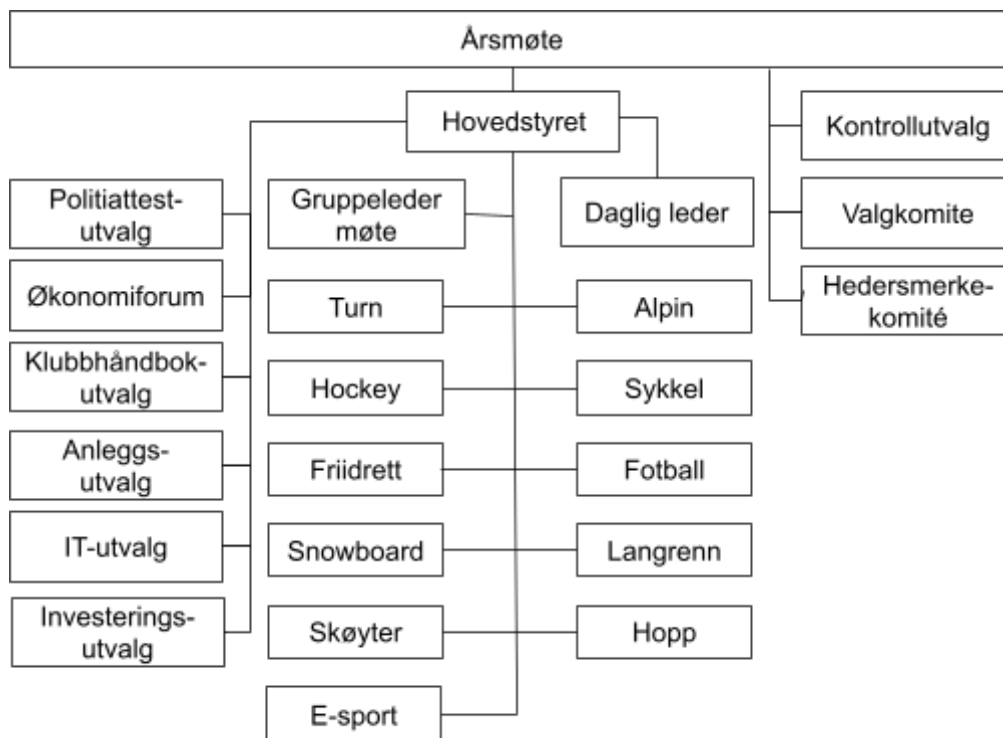 Årsmøte
Hovedstyret
Kontrollutvalg
Politiattest-
utvalg
Gruppeleder
møte
Daglig leder
Valgkomite
Økonomiforum
Turn
Alpin
Hedersmerke-
komité
Klubbhåndbok-
utvalg
Hockey
Sykkel
Anleggs-
utvalg
Friidrett
Fotball
IT-utvalg
Snowboard
Langrenn
Investerings-
utvalg
Skøyter
Hopp
E-sport